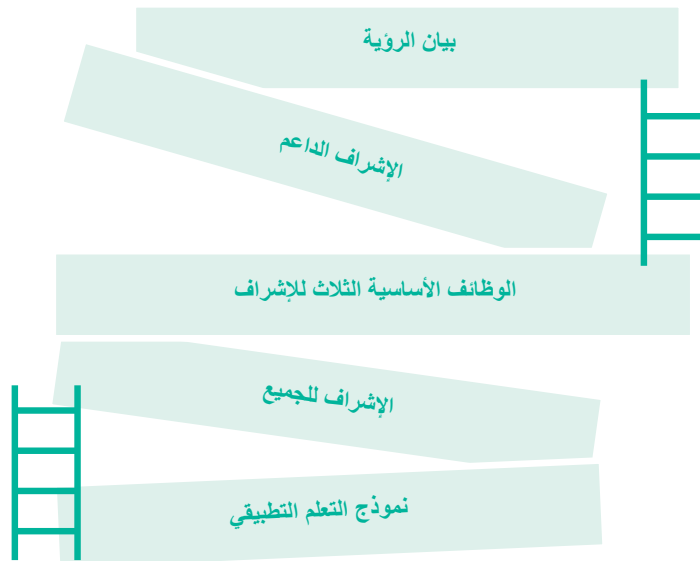 بيان الرؤية
الإشراف الداعم
الوظائف الأساسية الثلاث للإشراف
الإشراف للجميع
نموذج التعلم التطبيقي